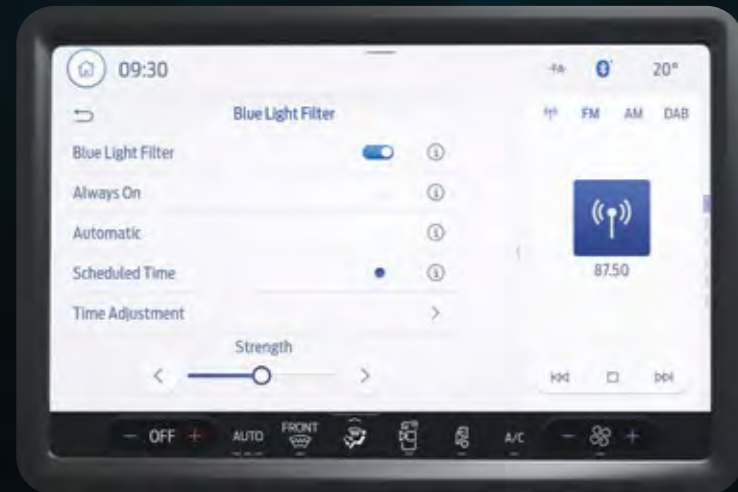 09:30
20°
Blue Light Filter
FM AM DAB
Blue Light Filter
Always On
Automatic
Scheduled Time
87.50
Time Adjustment
Strength
- OFF + AUTO FRONT A/C - +